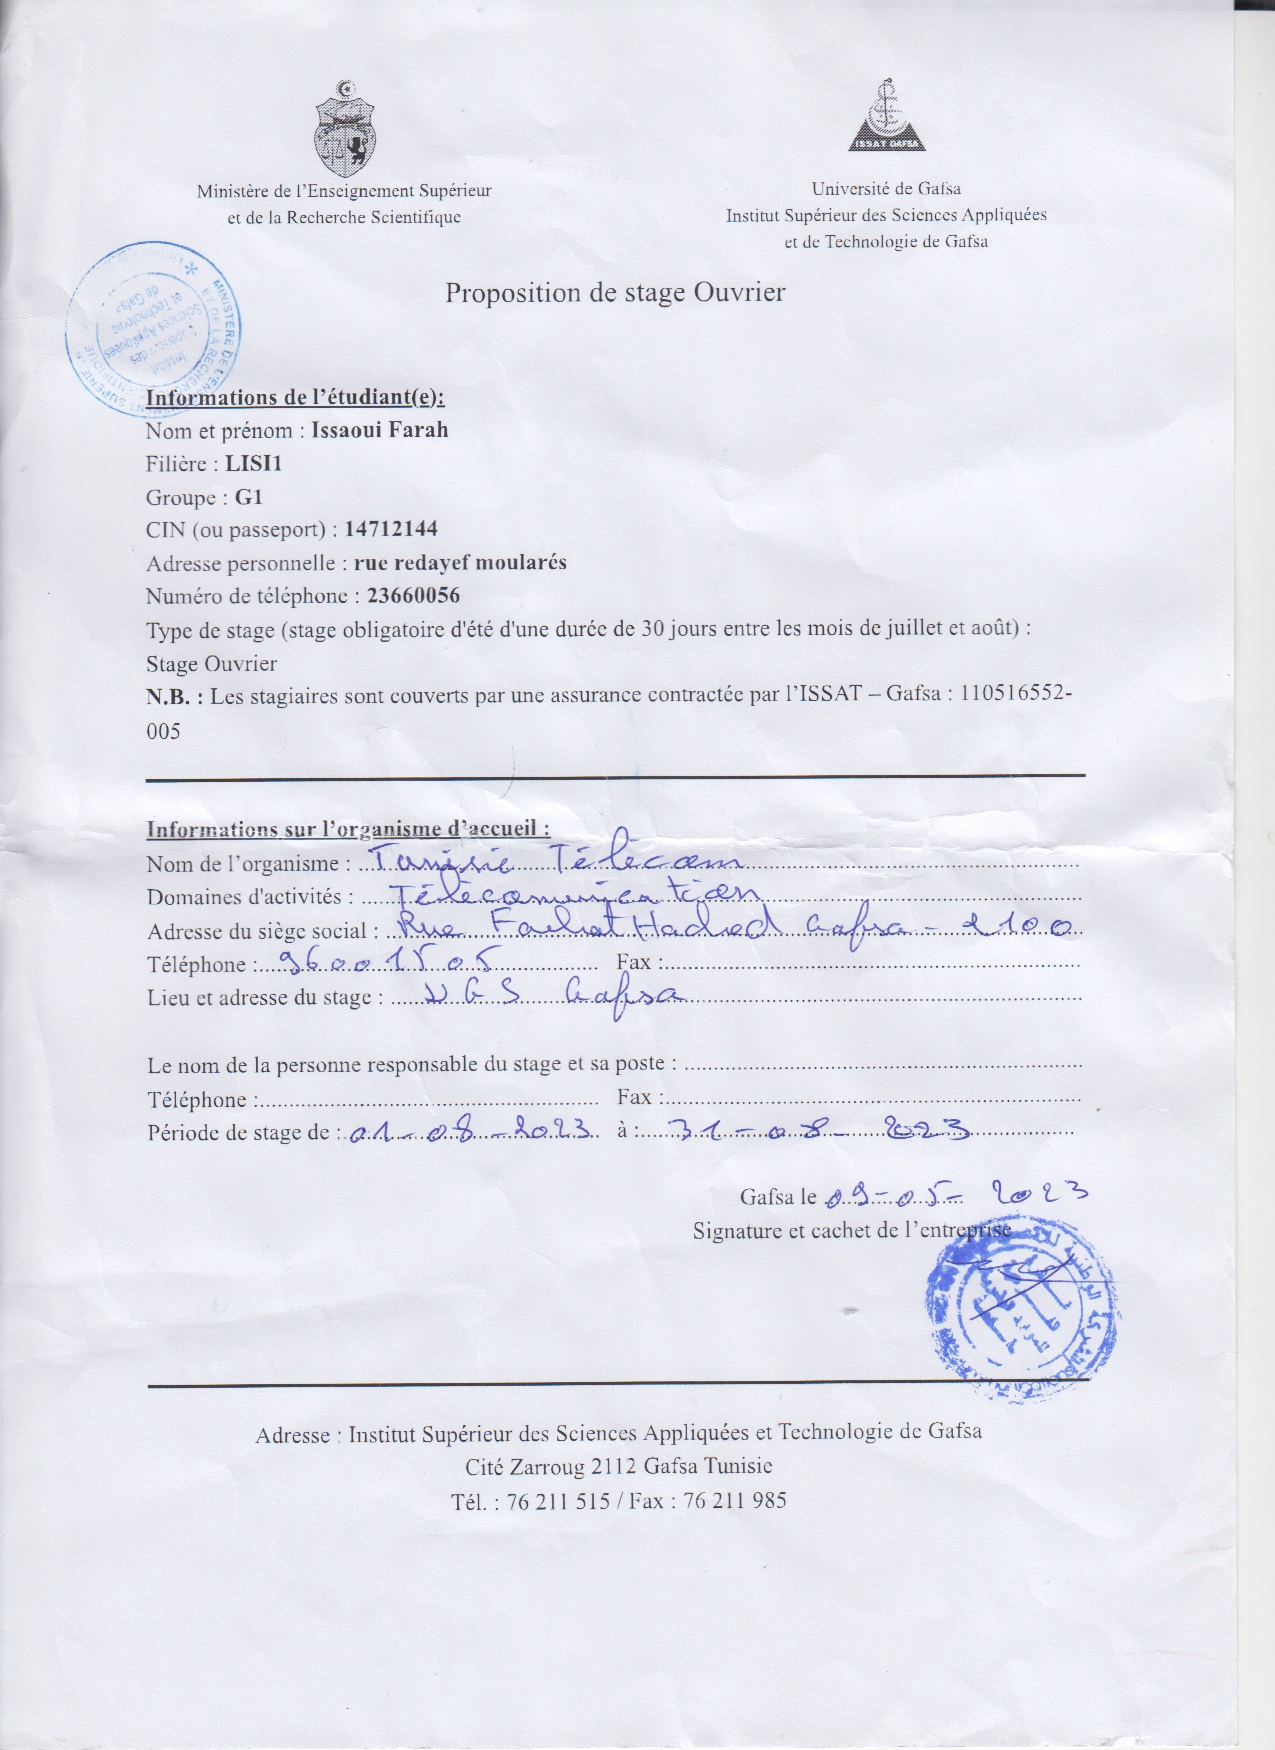 ISSAT GAFSA
Ministère de l'Enseignement Supérieur
et de la Recherche Scientifique
Université de Gafsa
Institut Supérieur des Sciences Appliquées
et de Technologie de Gafsa
Proposition de stage Ouvrier
MINISTERE DE L'ENSEIGNEMENT SUPERIEUR
ET DE LA RECHERCHE SCIENTIFIQUE
Institut
Supérieur des
Sciences Appliquées
et Technologie
de Gafsa
Informations de l'étudiant(e):
Nom et prénom : Issaoui Farah
Filière : LISI1
Groupe : G1
CIN (ou passeport) : 14712144
Adresse personnelle : rue redayef moularés
Numéro de téléphone : 23660056
Type de stage (stage obligatoire d'été d'une durée de 30 jours entre les mois de juillet et août) :
Stage Ouvrier
N.B. : Les stagiaires sont couverts par une assurance contractée par l'ISSAT – Gafsa : 110516552-
005
Informations sur l'organisme d'accueil :
Nom de l'organisme : Tunisie Télécom
Domaines d'activités : Télécomunication
Adresse du siège social : Rue Farhat Hached Gafsa - 2100
Téléphone : 96001505 Fax :
Lieu et adresse du stage : Gafsa
Le nom de la personne responsable du stage et sa poste :
Téléphone : Fax :
Période de stage de : 01-08-2023 à : 31-08-2023
Gafsa le 09-05-2023
Signature et cachet de l'entreprise
Adresse : Institut Supérieur des Sciences Appliquées et Technologie de Gafsa
Cité Zarroug 2112 Gafsa Tunisie
Tél. : 76 211 515 / Fax : 76 211 985